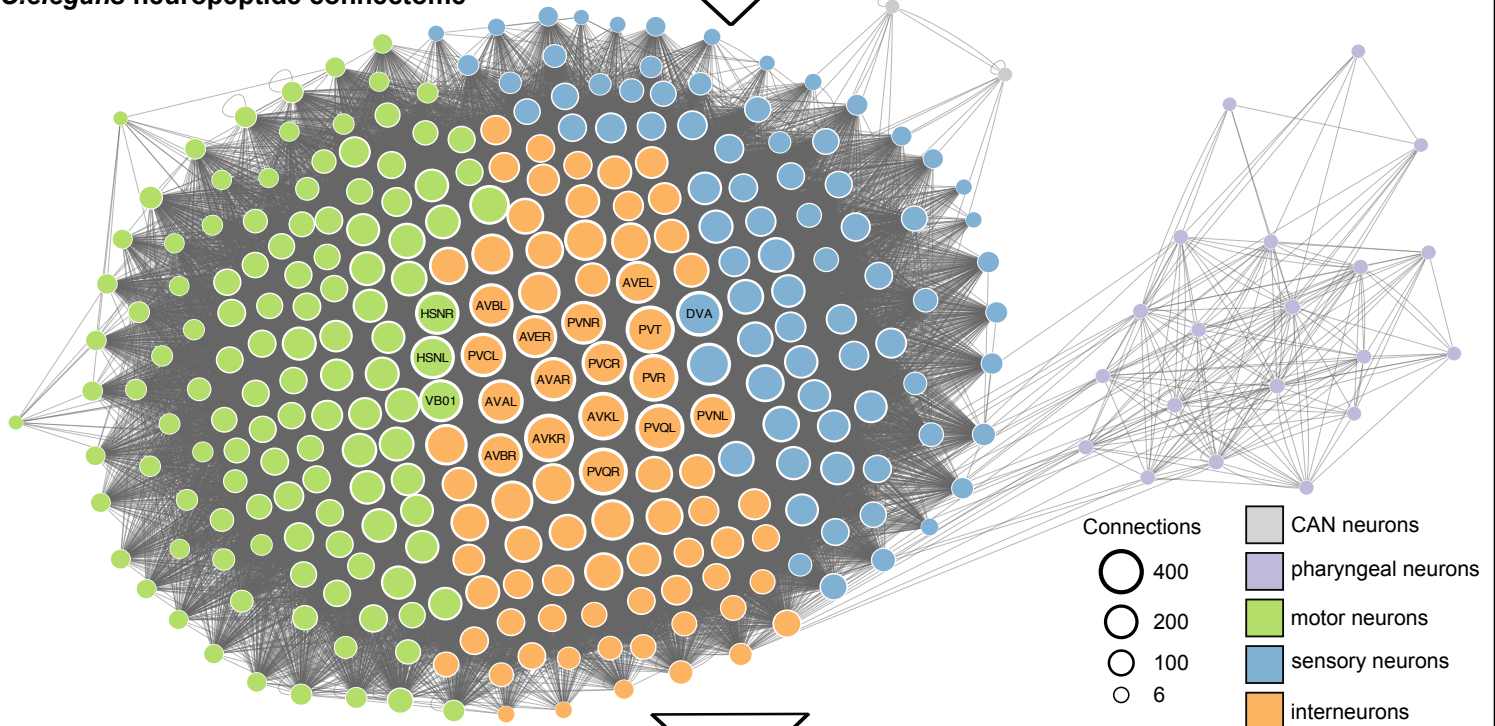 C.elegans neuropeptide connectome
AVEL
AVBL
HSNR
DVA
PVNR
PVT
AVER
HSNL
PVCL
PVCR
AVAR
PVR
VB01
AVAL
AVKL
PVNL
PVQL
AVKR
AVBR
PVQR
Connections
400
200
100
6
CAN neurons
pharyngeal neurons
motor neurons
sensory neurons
interneurons